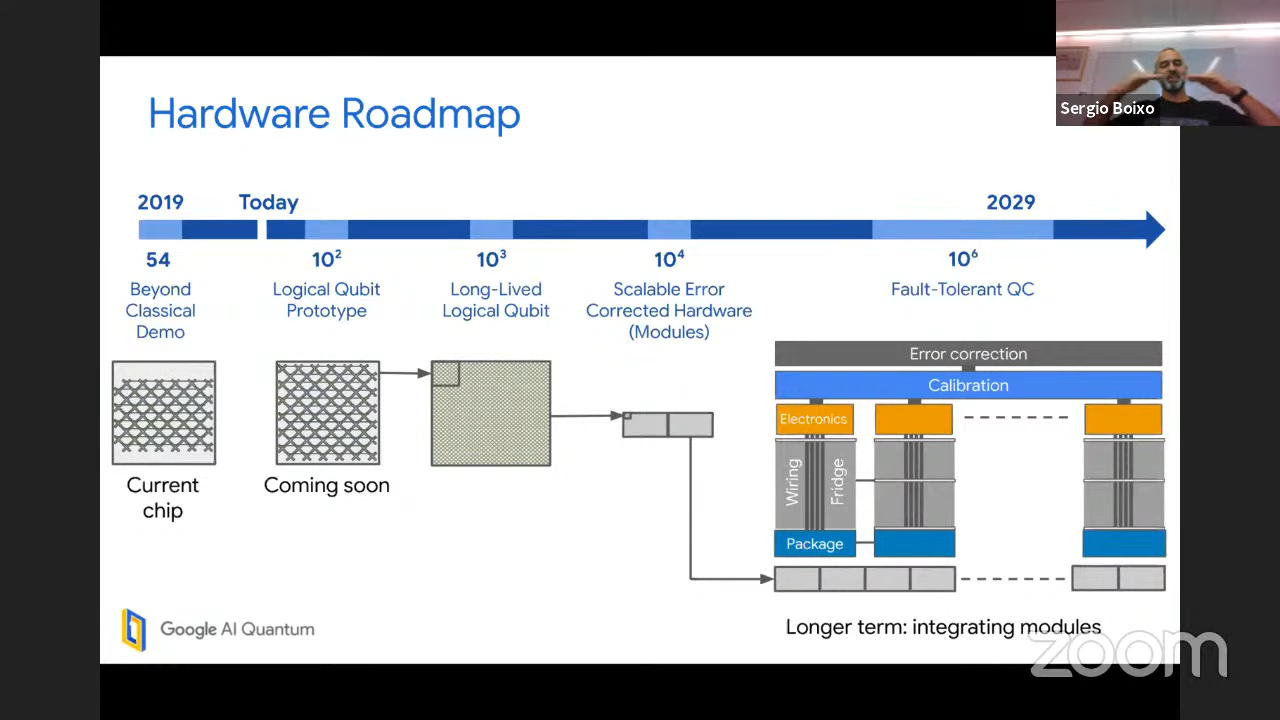 Sergio Boixo
Hardware Roadmap
2019
Today
2029
54
10²
10³
10⁴
10⁶
Beyond
Classical
Demo
Logical Qubit
Prototype
Long-Lived
Logical Qubit
Scalable Error
Corrected Hardware
(Modules)
Fault-Tolerant QC
Error correction
Calibration
Electronics
Wiring
Fridge
Package
Current
chip
Coming soon
Longer term: integrating modules
Google AI Quantum
zoom